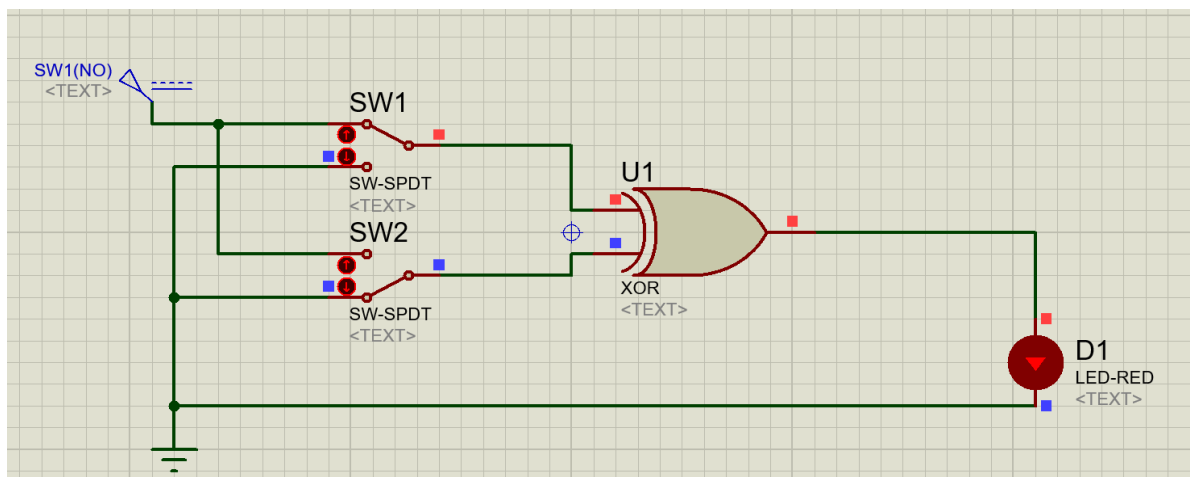 SW1(NO)
<TEXT>
SW1
SW-SPDT
<TEXT>
SW2
SW-SPDT
<TEXT>
U1
XOR
<TEXT>
D1
LED-RED
<TEXT>